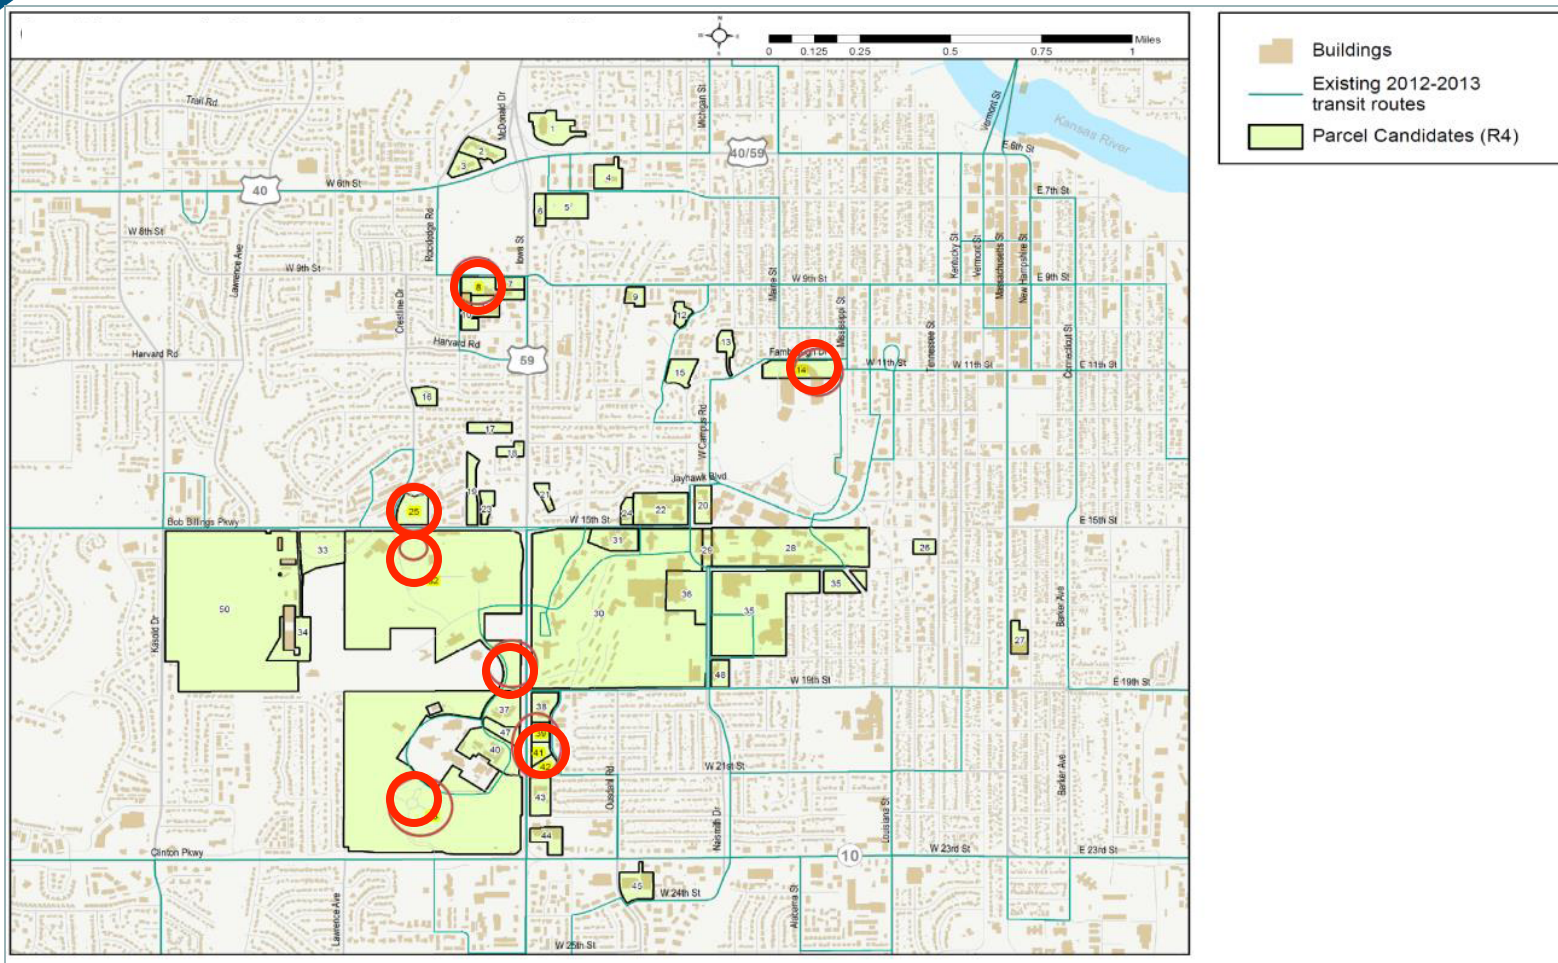 N
W
E
S
0
0.125
0.25
0.5
0.75
1
Miles
Buildings
Existing 2012-2013
transit routes
Parcel Candidates (R4)
Trail Rd
McDonald Dr
Michigan St
Vermont St
Kansas River
40/59
E 6th St
1
2
3
4
W 6th St
40
E 7th St
6
5
Rockledge Rd
W 8th St
Iowa St
Lawrence Ave
Kentucky St
Vermont St
Massachusetts St
New Hampshire St
W 9th St
Maine St
W 9th St
E 9th St
8
7
9
Crestline Dr
10
12
Mississippi St
Harvard Rd
13
Tennessee St
Connecticut St
Harvard Rd
59
W 11th St
W 11th St
E 11th St
14
15
16
W Campus Rd
17
18
Jayhawk Blvd
19
23
21
20
25
24
22
Bob Billings Pkwy
W 15th St
E 15th St
33
31
29
28
26
50
30
36
35
35
Barker Ave
34
27
Kasold Dr
48
W 19th St
E 19th St
37
38
47
39
40
41
42
W 21st St
Ousdahl Rd
Barker Ave
43
Naismith Dr
Louisiana St
44
Clinton Pkwy
10
W 23rd St
E 23rd St
45
W 24th St
Lawrence Ave
Alabama St
W 25th St